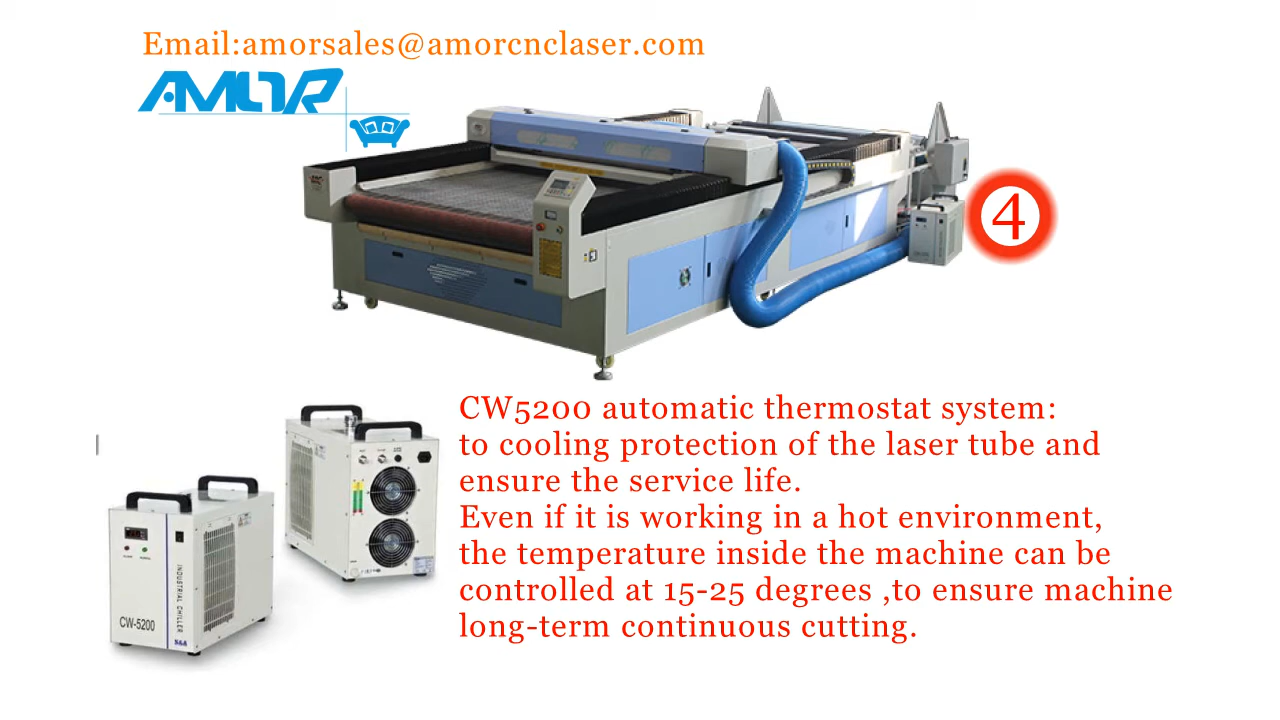 Email:amorsales@amorcnclaser.com
AMOR
4
CW5200 automatic thermostat system:
to cooling protection of the laser tube and
ensure the service life.
Even if it is working in a hot environment,
the temperature inside the machine can be
controlled at 15-25 degrees ,to ensure machine
long-term continuous cutting.
CW-5200
INDUSTRIAL CHILLER
S&A